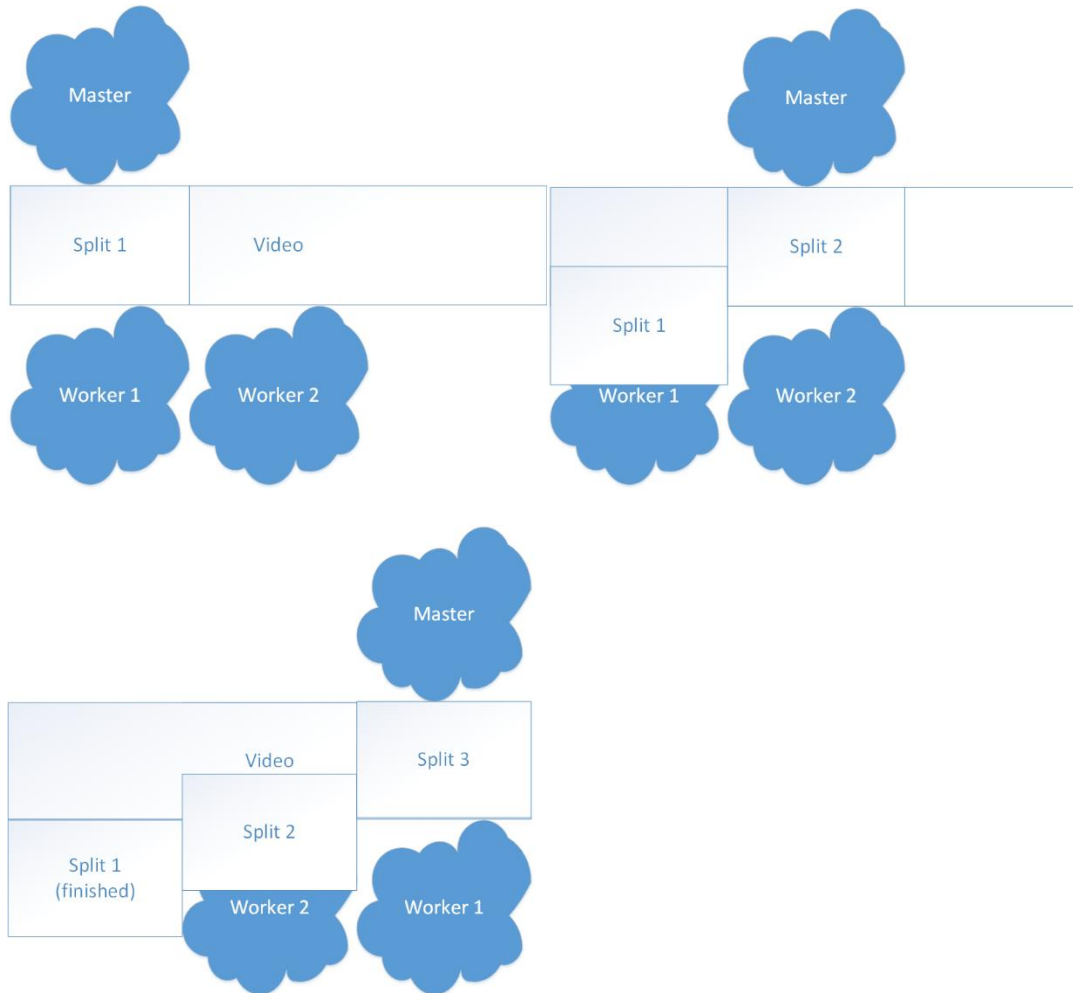 Master
Split 1
Video
Worker 1
Worker 2
Master
Split 2
Split 1
Worker 1
Worker 2
Master
Video
Split 3
Split 2
Split 1
(finished)
Worker 2
Worker 1